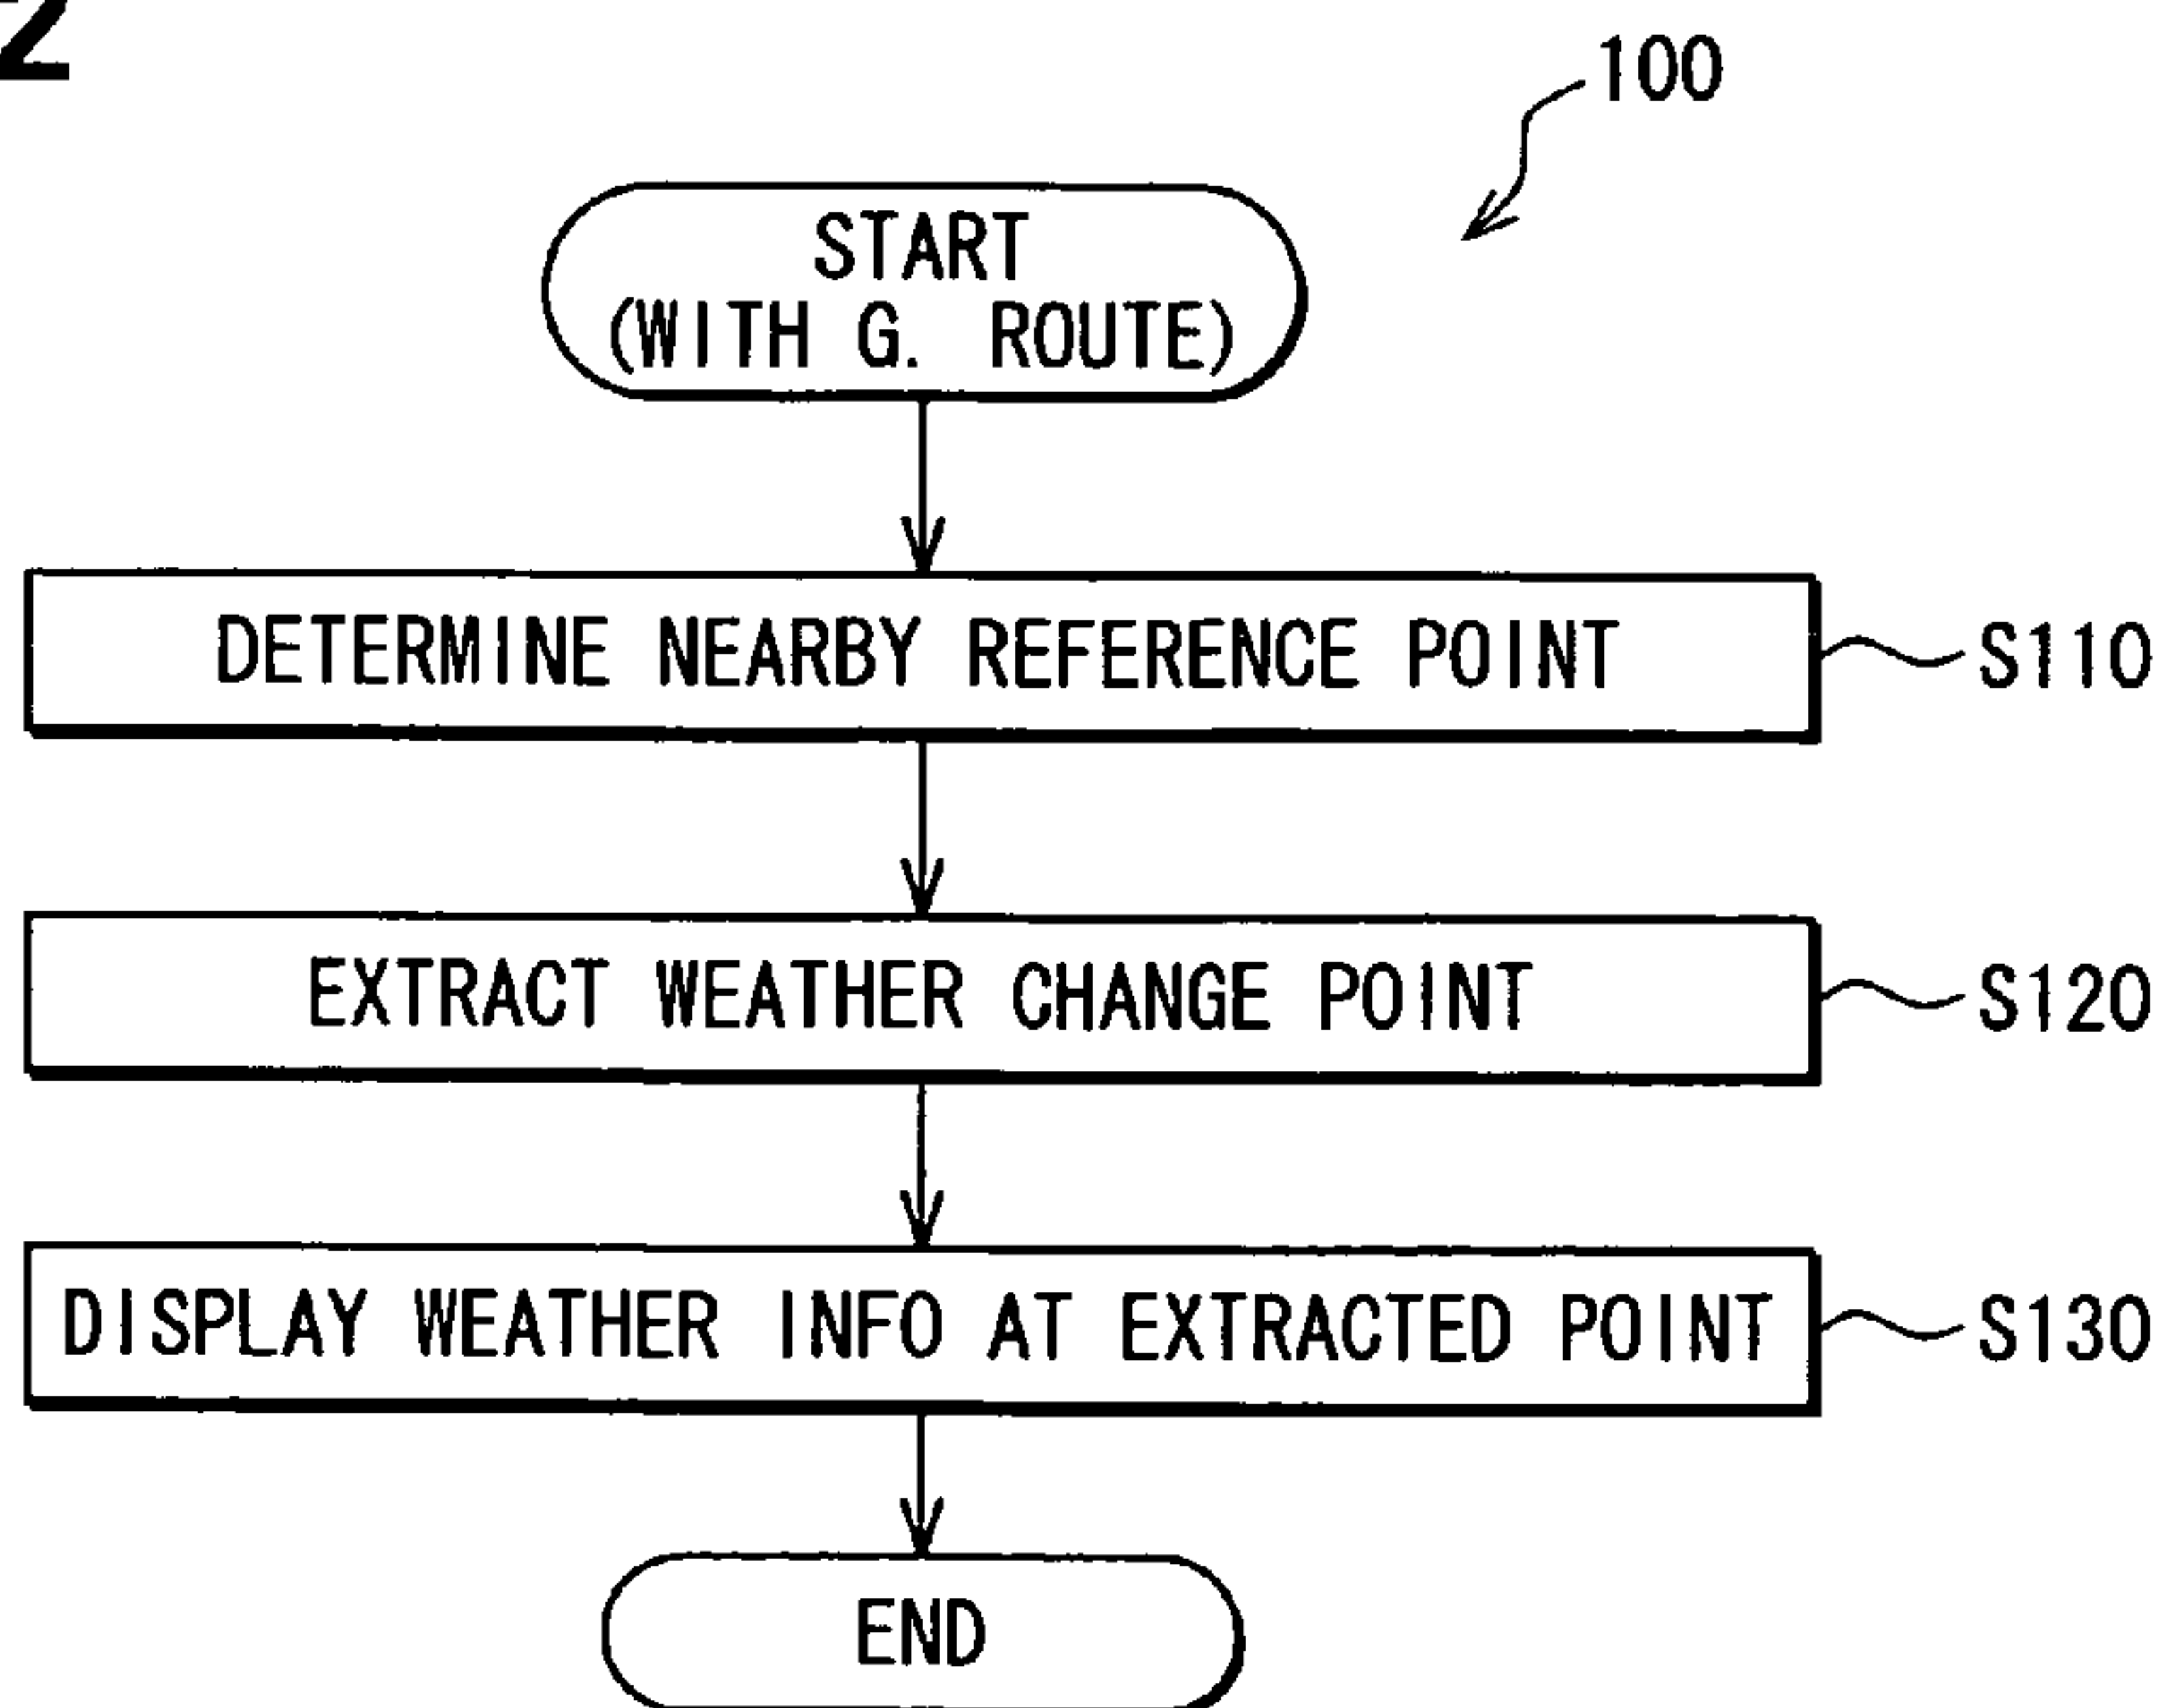 2
100
START
(WITH G. ROUTE)
DETERMINE NEARBY REFERENCE POINT
S110
EXTRACT WEATHER CHANGE POINT
S120
DISPLAY WEATHER INFO AT EXTRACTED POINT
S130
END